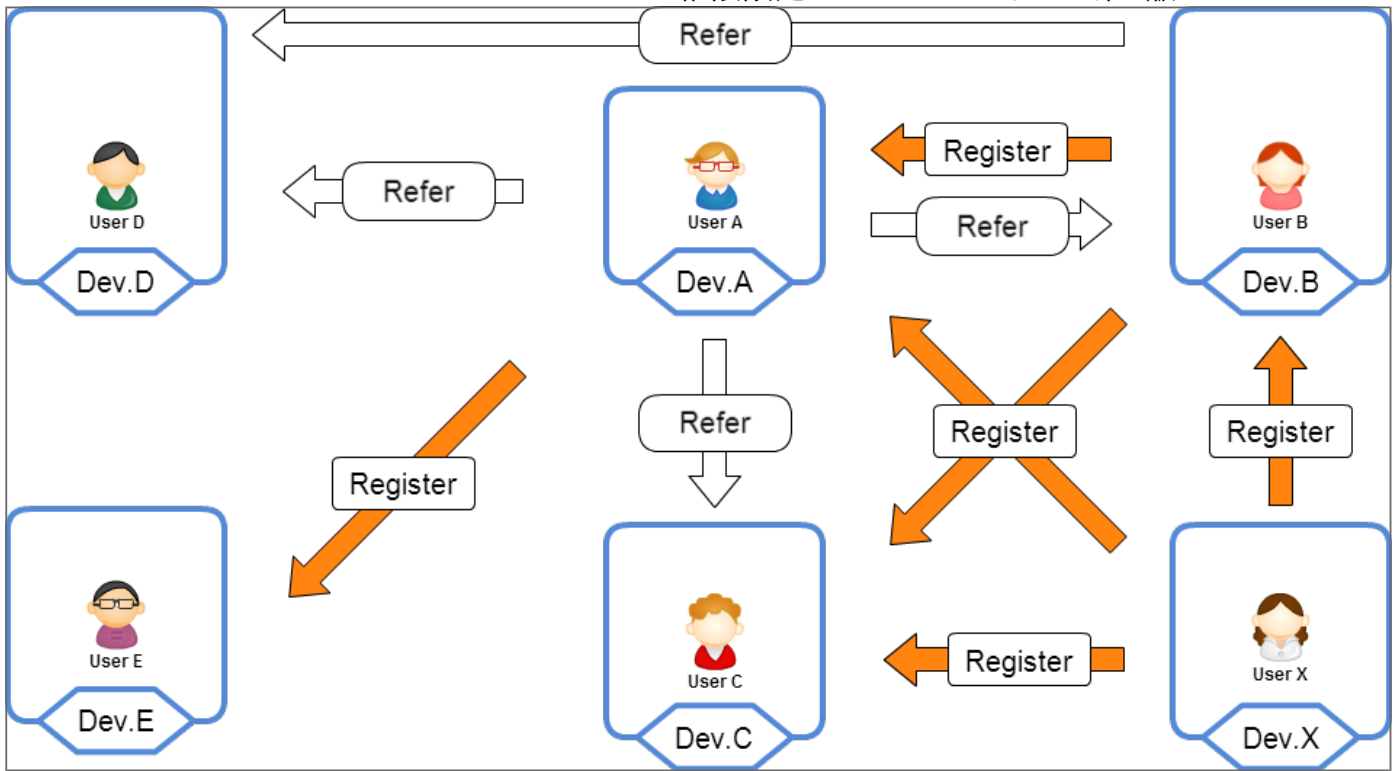 Refer
Register
Refer
Refer
User D
User A
User B
Dev.D
Dev.A
Dev.B
Refer
Register
Register
Register
User E
User C
Register
User X
Dev.E
Dev.C
Dev.X